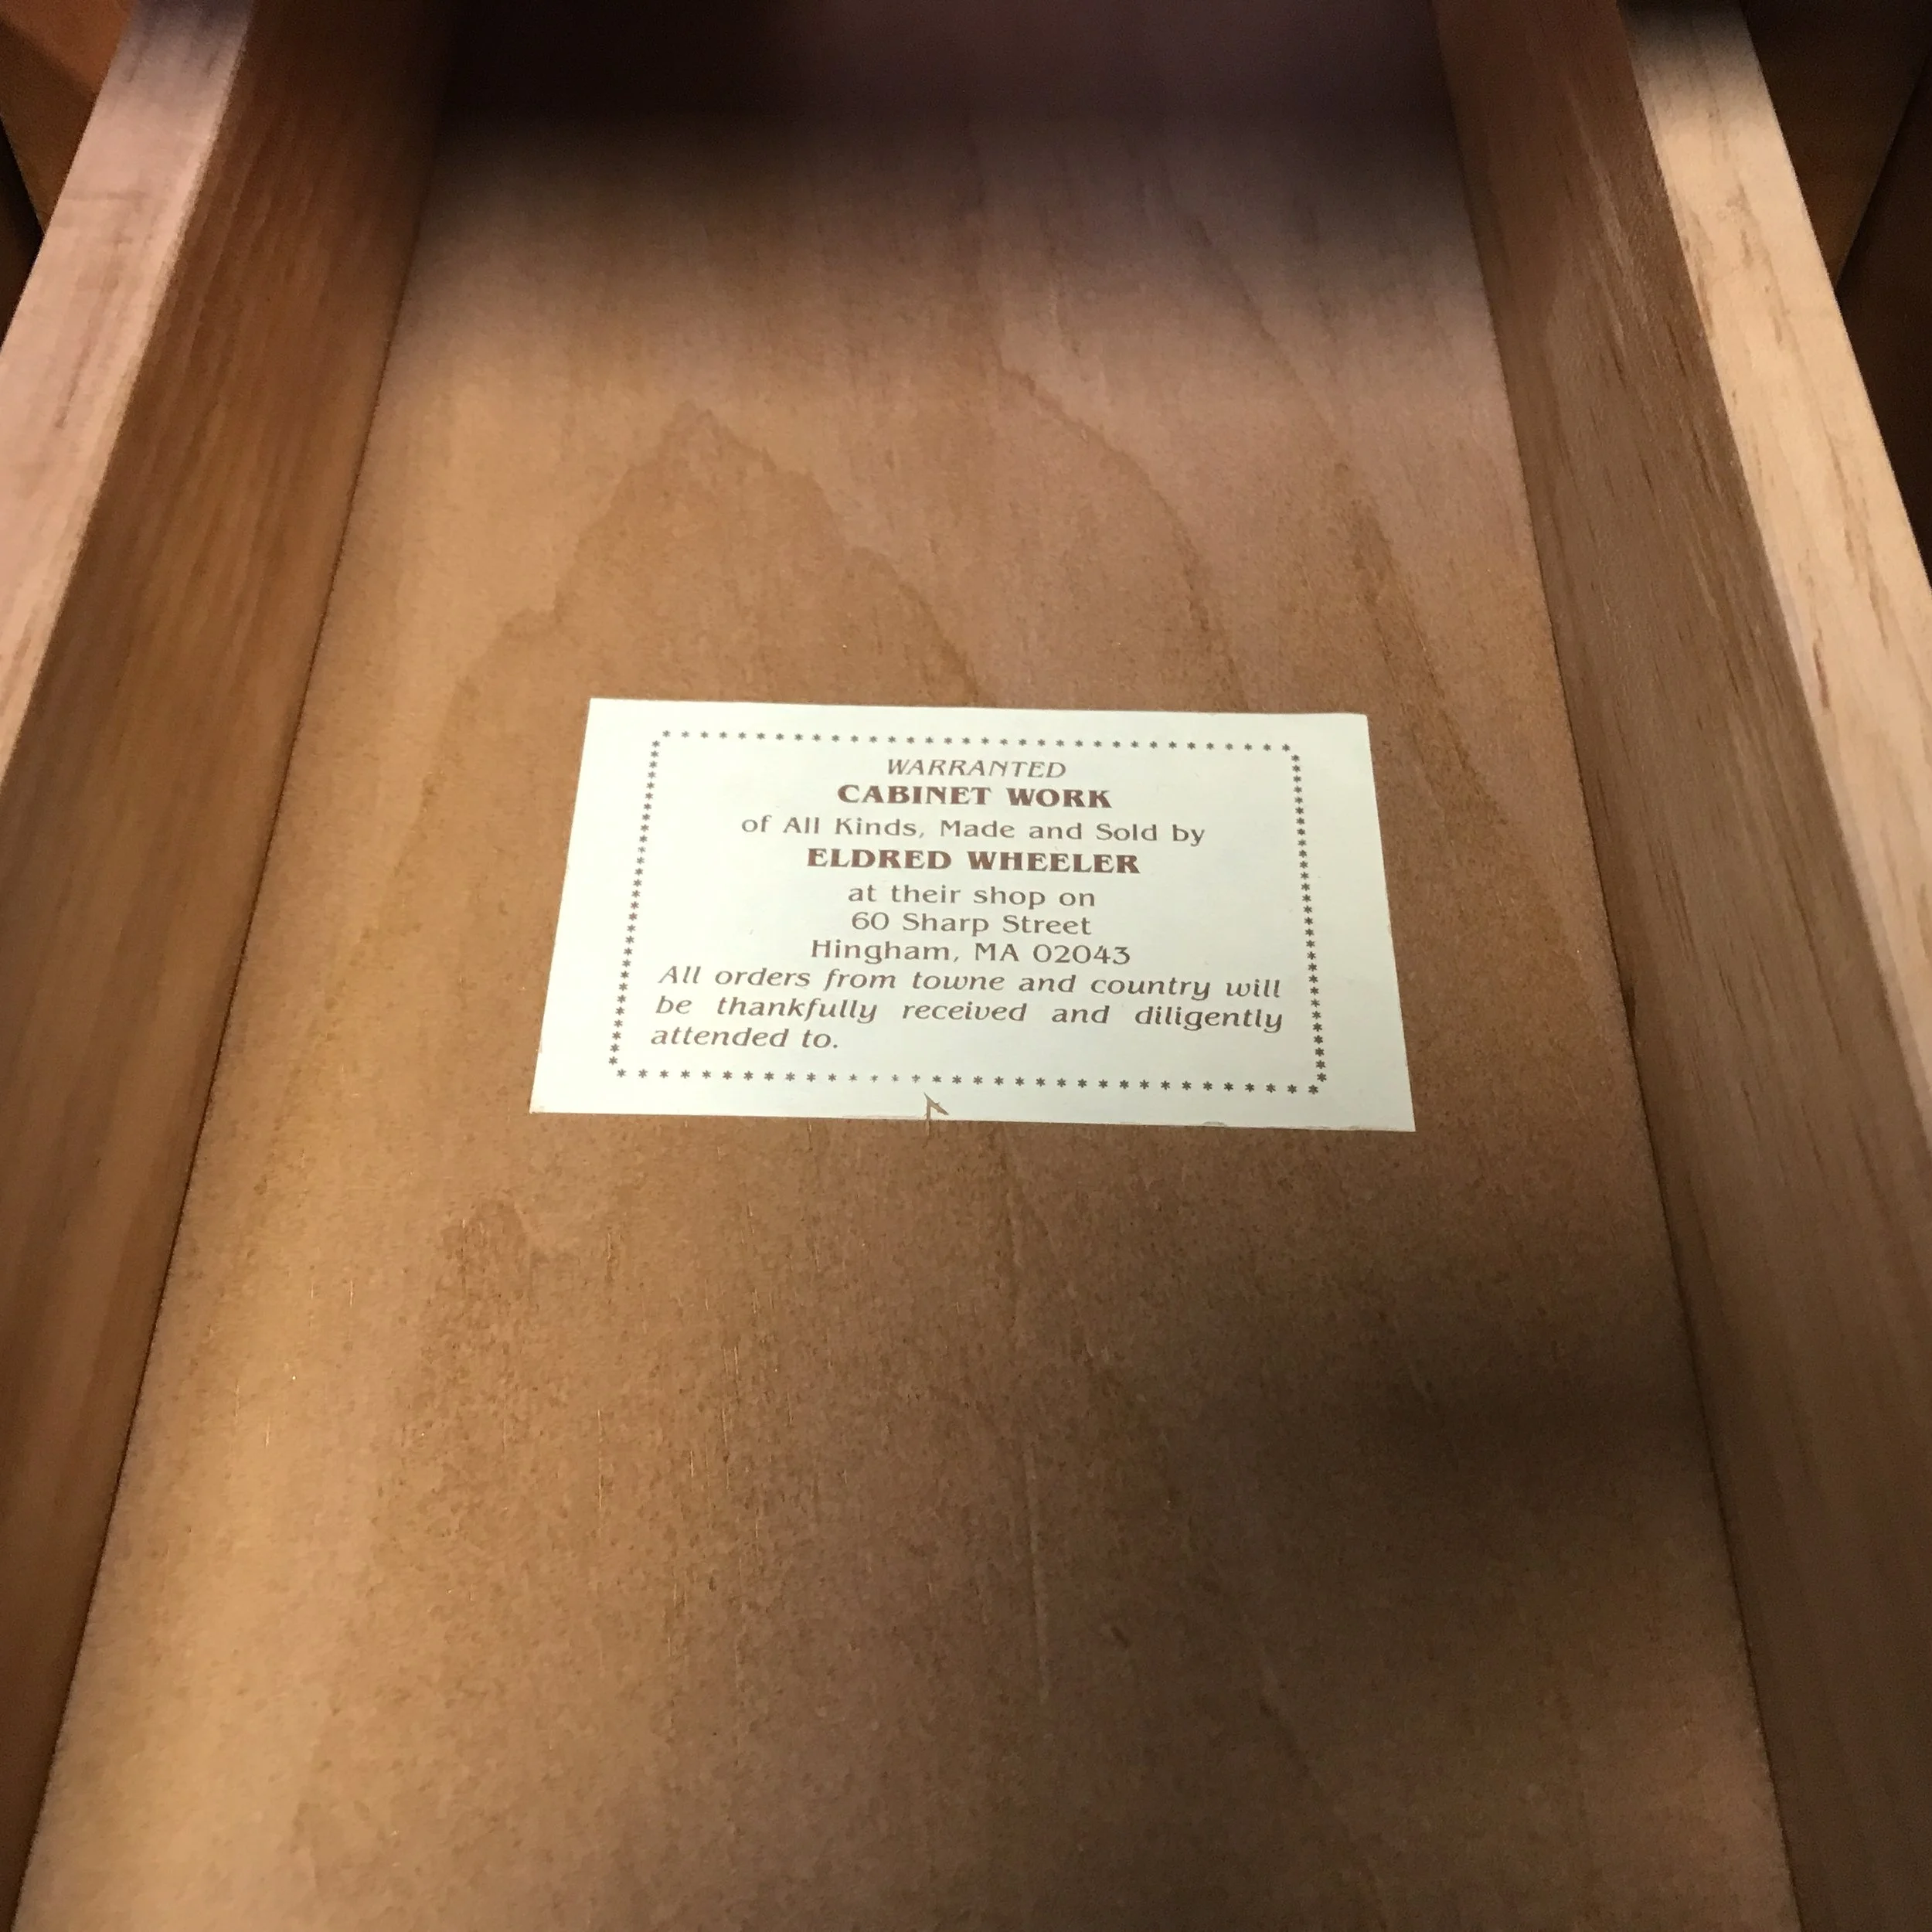 WARRANTED
CABINET WORK
of All Kinds, Made and Sold by
ELDRED WHEELER
at their shop on
60 Sharp Street
Hingham, MA 02043
All orders from towne and country will
be thankfully received and diligently
attended to.